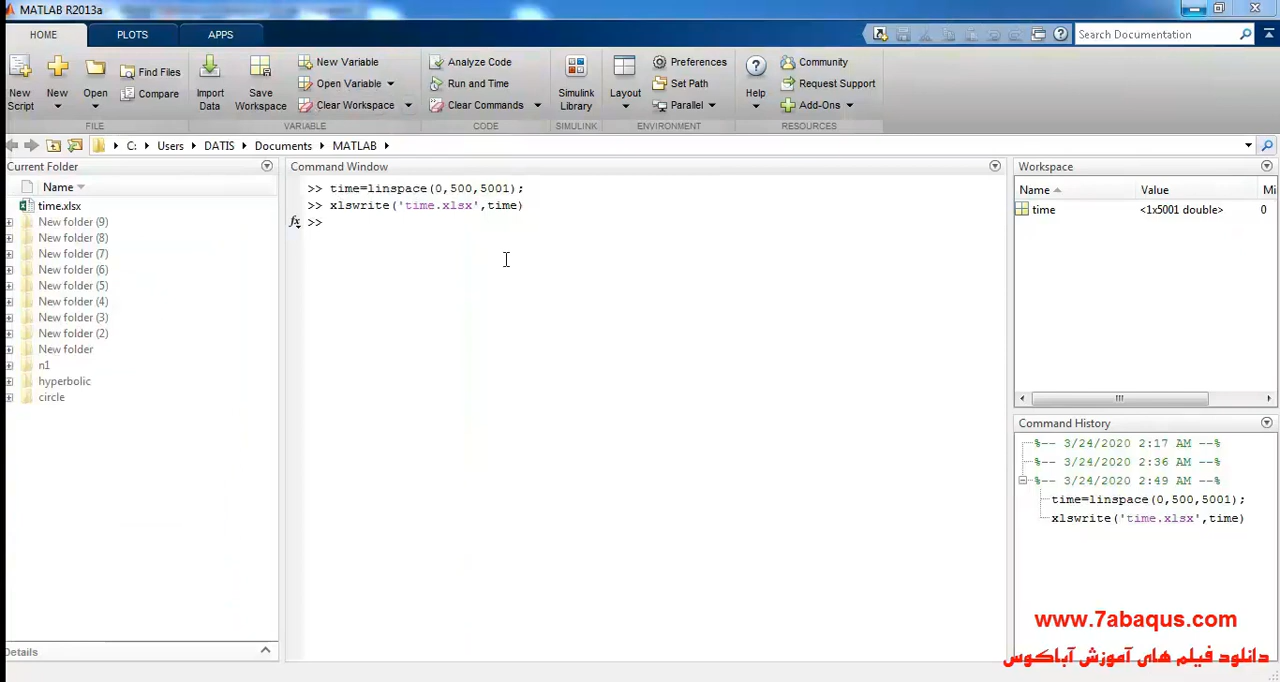 MATLAB R2013a
HOME PLOTS APPS
Search Documentation
New Script
New
Open
Find Files
Compare
FILE
Import Data
Save Workspace
New Variable
Open Variable
Clear Workspace
VARIABLE
Analyze Code
Run and Time
Clear Commands
CODE
Simulink Library
SIMULINK
Layout
Preferences
Set Path
Parallel
ENVIRONMENT
Help
Community
Request Support
Add-Ons
RESOURCES
C: Users DATIS Documents MATLAB
Current Folder
Name
time.xlsx
New folder (9)
New folder (8)
New folder (7)
New folder (6)
New folder (5)
New folder (4)
New folder (3)
New folder (2)
New folder
n1
hyperbolic
circle
Details
Command Window
>> time=linspace(0,500,5001);
>> xlswrite('time.xlsx',time)
fx >>
Workspace
Name Value Mi
time <1x5001 double> 0
Command History
%-- 3/24/2020 2:17 AM --%
%-- 3/24/2020 2:36 AM --%
%-- 3/24/2020 2:49 AM --%
time=linspace(0,500,5001);
xlswrite('time.xlsx',time)
www.7abaqus.com
دانلود فیلم های آموزش آباکوس